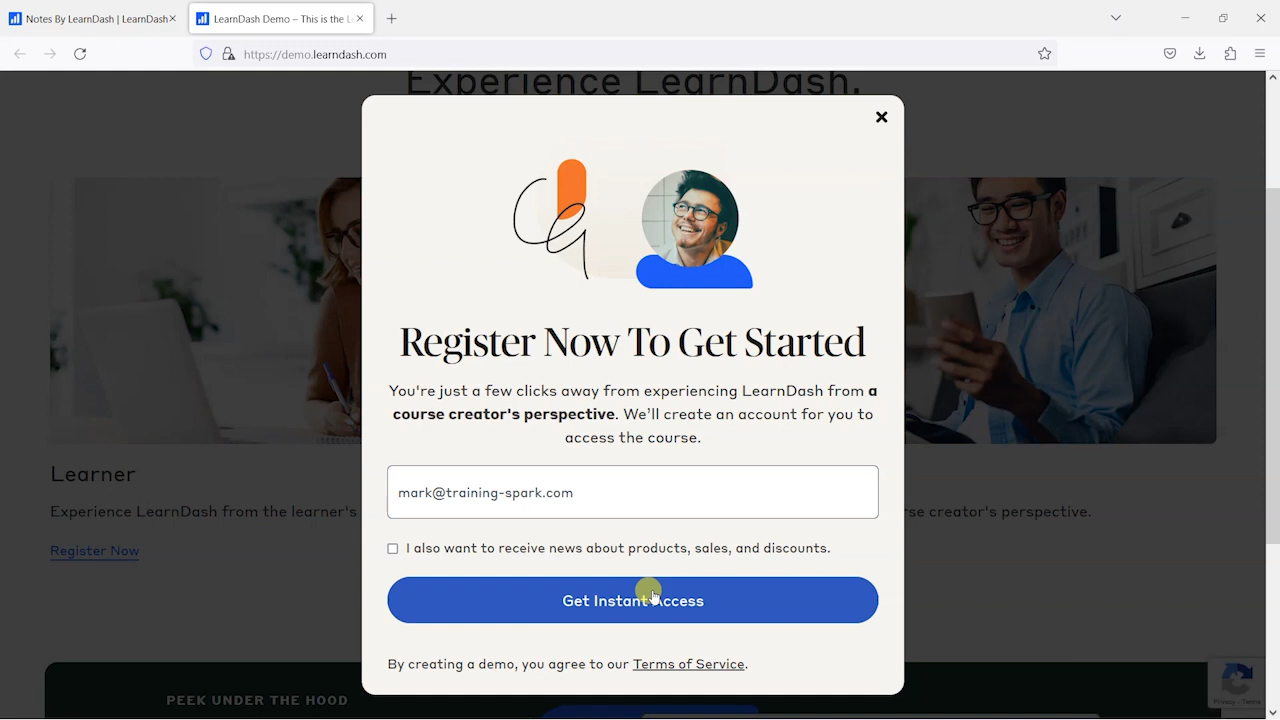 Notes By LearnDash | LearnDash
LearnDash Demo – This is the L
https://demo.learndash.com
Experience LearnDash.
Register Now To Get Started
You're just a few clicks away from experiencing LearnDash from a
course creator's perspective. We'll create an account for you to
access the course.
mark@training-spark.com
I also want to receive news about products, sales, and discounts.
Get Instant Access
By creating a demo, you agree to our Terms of Service.
Learner
Experience LearnDash from the learner's
rse creator's perspective.
Register Now
PEEK UNDER THE HOOD
Privacy - Terms